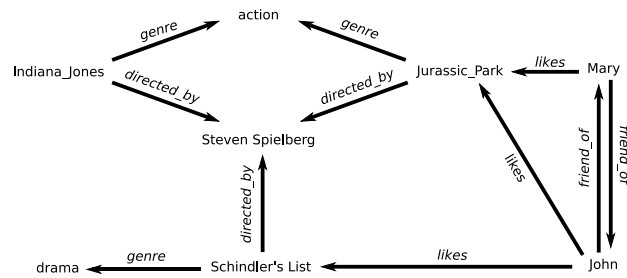 action
genre
genre
Indiana_Jones
Jurassic_Park
likes
Mary
directed_by
directed_by
Steven Spielberg
likes
friend_of
friend_of
directed_by
drama
genre
Schindler's List
likes
John